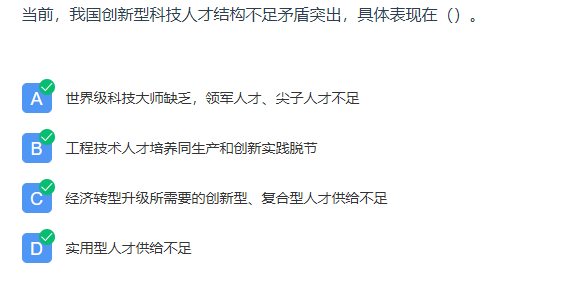 当前，我国创新型科技人才结构不足矛盾突出，具体表现在（）。
A 世界级科技大师缺乏，领军人才、尖子人才不足
B 工程技术人才培养同生产和创新实践脱节
C 经济转型升级所需要的创新型、复合型人才供给不足
D 实用型人才供给不足